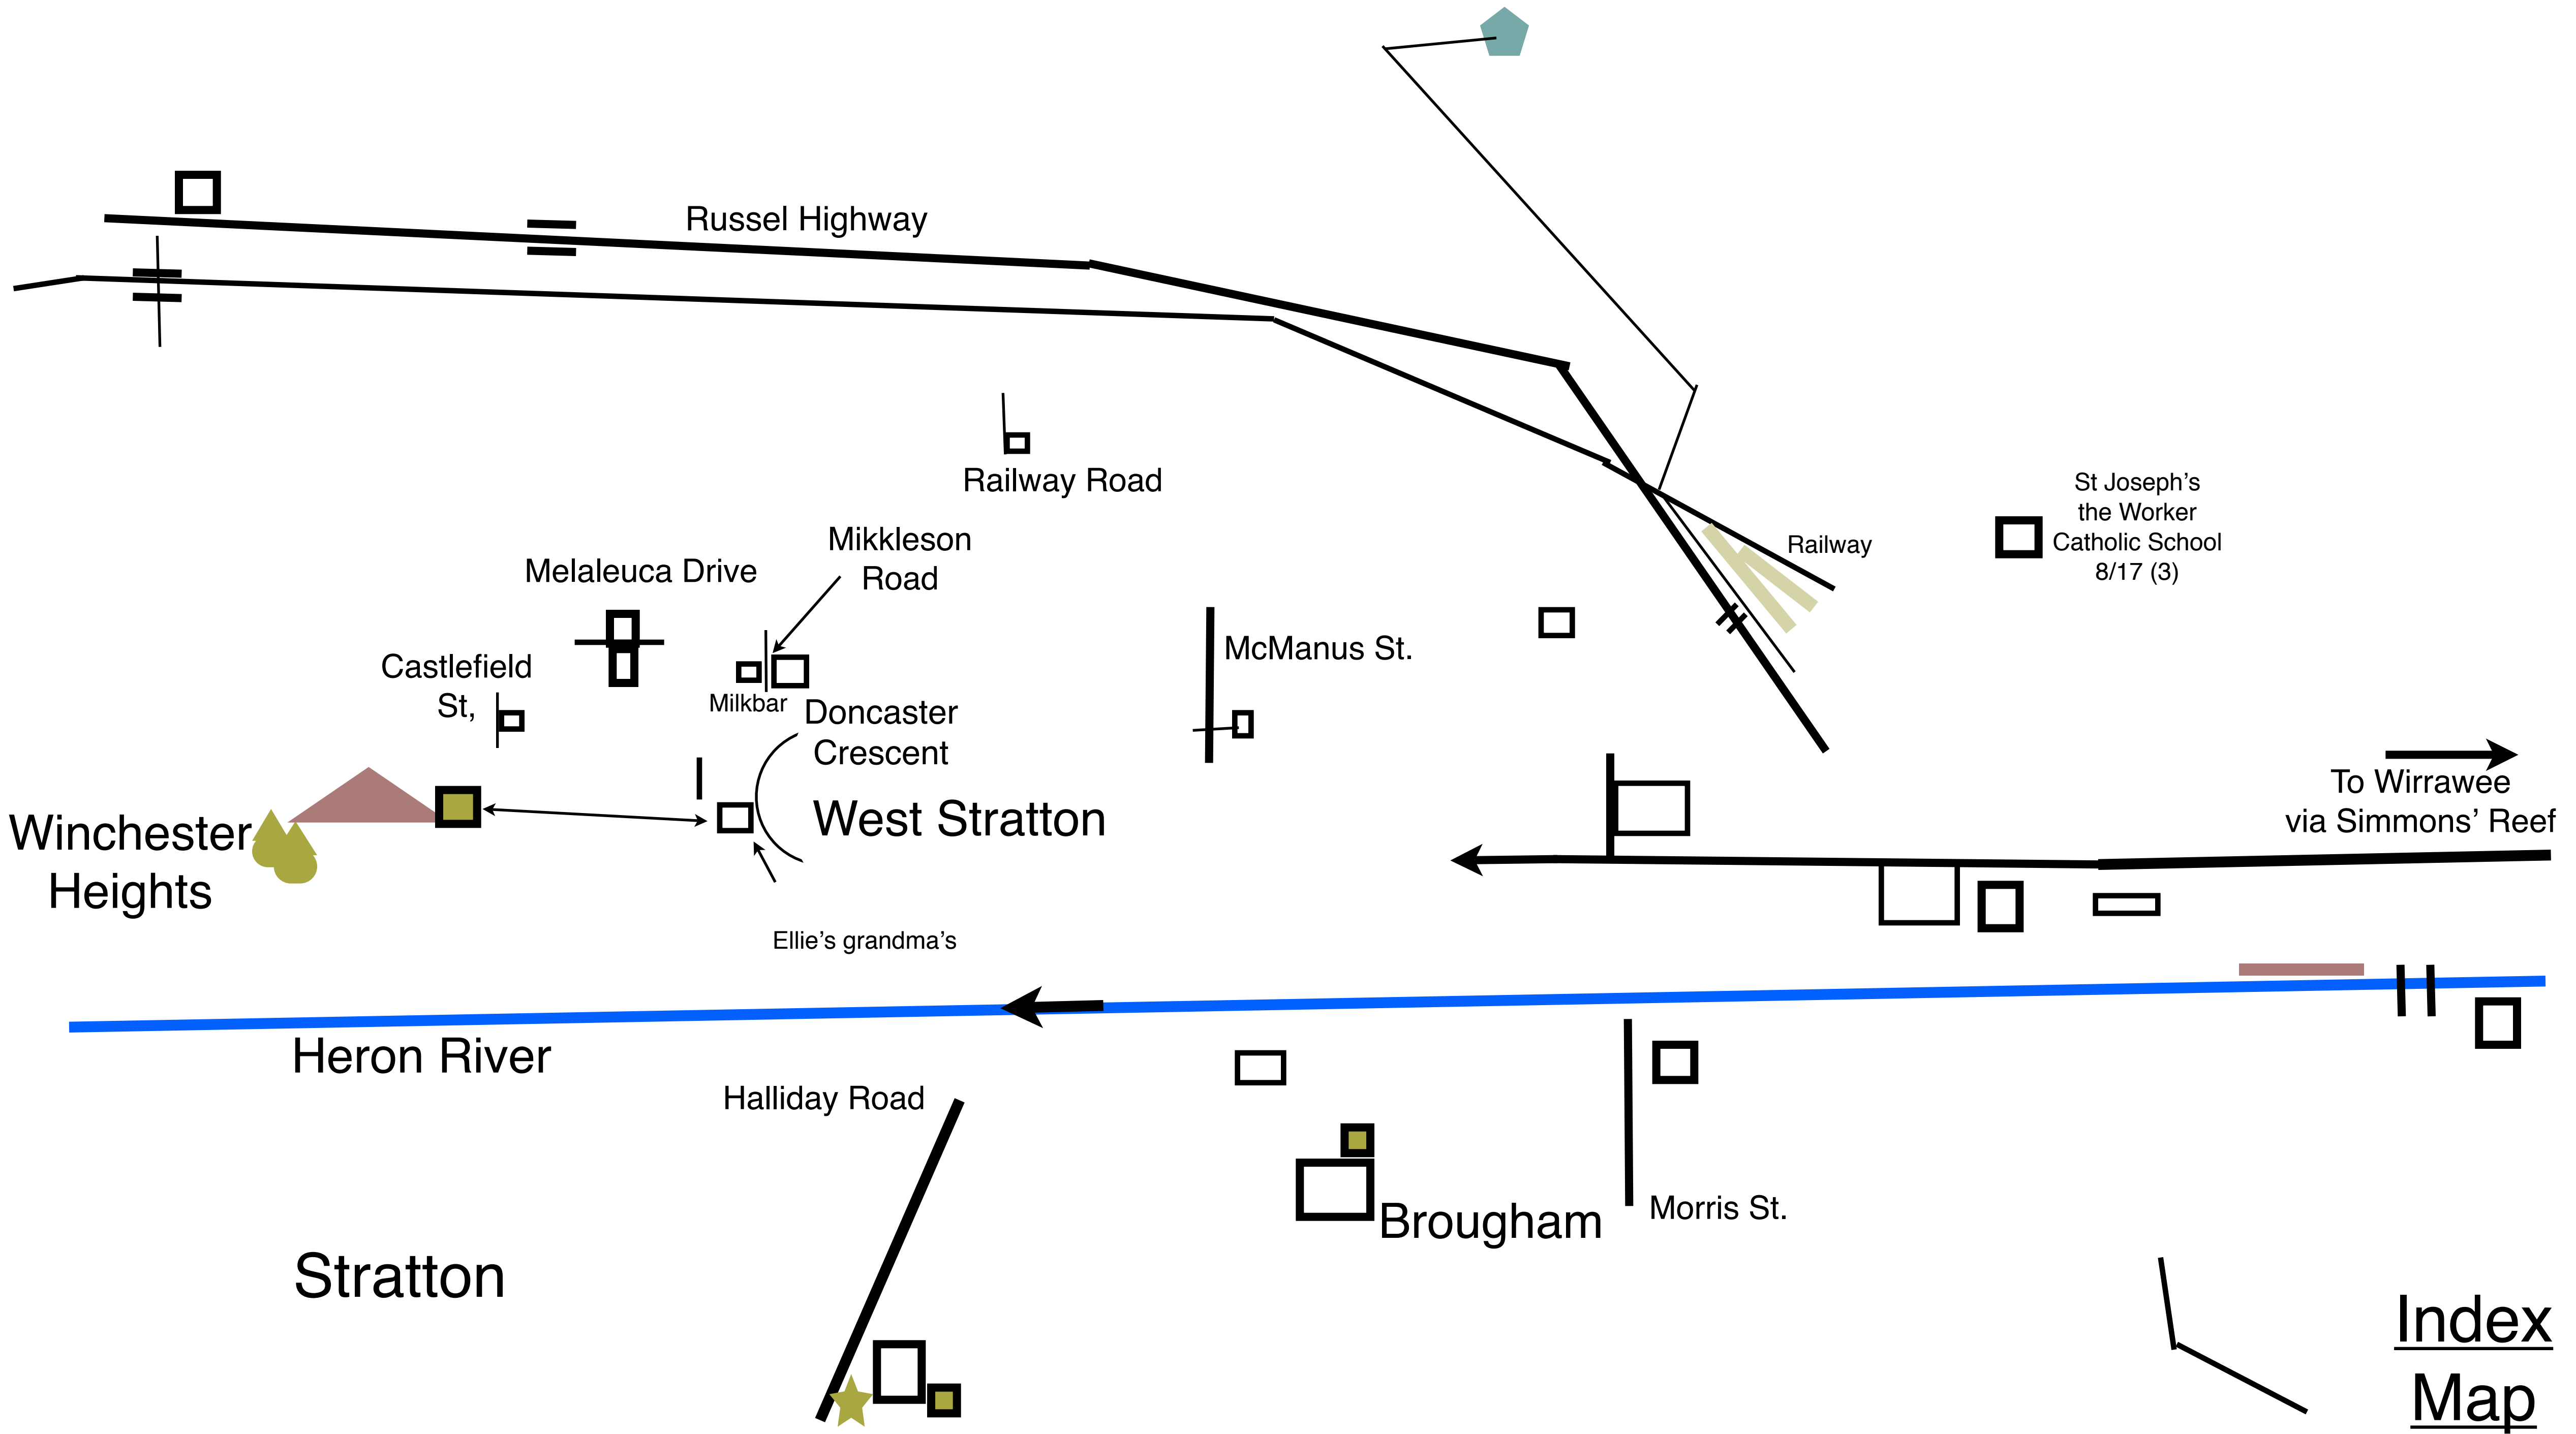 Russel Highway
Railway Road
St Joseph's
the Worker
Catholic School
8/17 (3)
Railway
Mikkleson
Road
Melaleuca Drive
McManus St.
Castlefield
St,
Milkbar
Doncaster
Crescent
To Wirrawee
via Simmons' Reef
West Stratton
Winchester
Heights
Ellie's grandma's
Heron River
Halliday Road
Brougham
Morris St.
Stratton
Index
Map